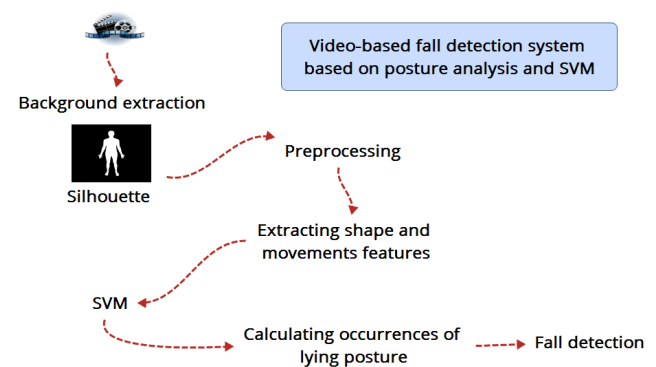 Video-based fall detection system
based on posture analysis and SVM
Background extraction
Silhouette
Preprocessing
Extracting shape and
movements features
SVM
Calculating occurrences of
lying posture
Fall detection